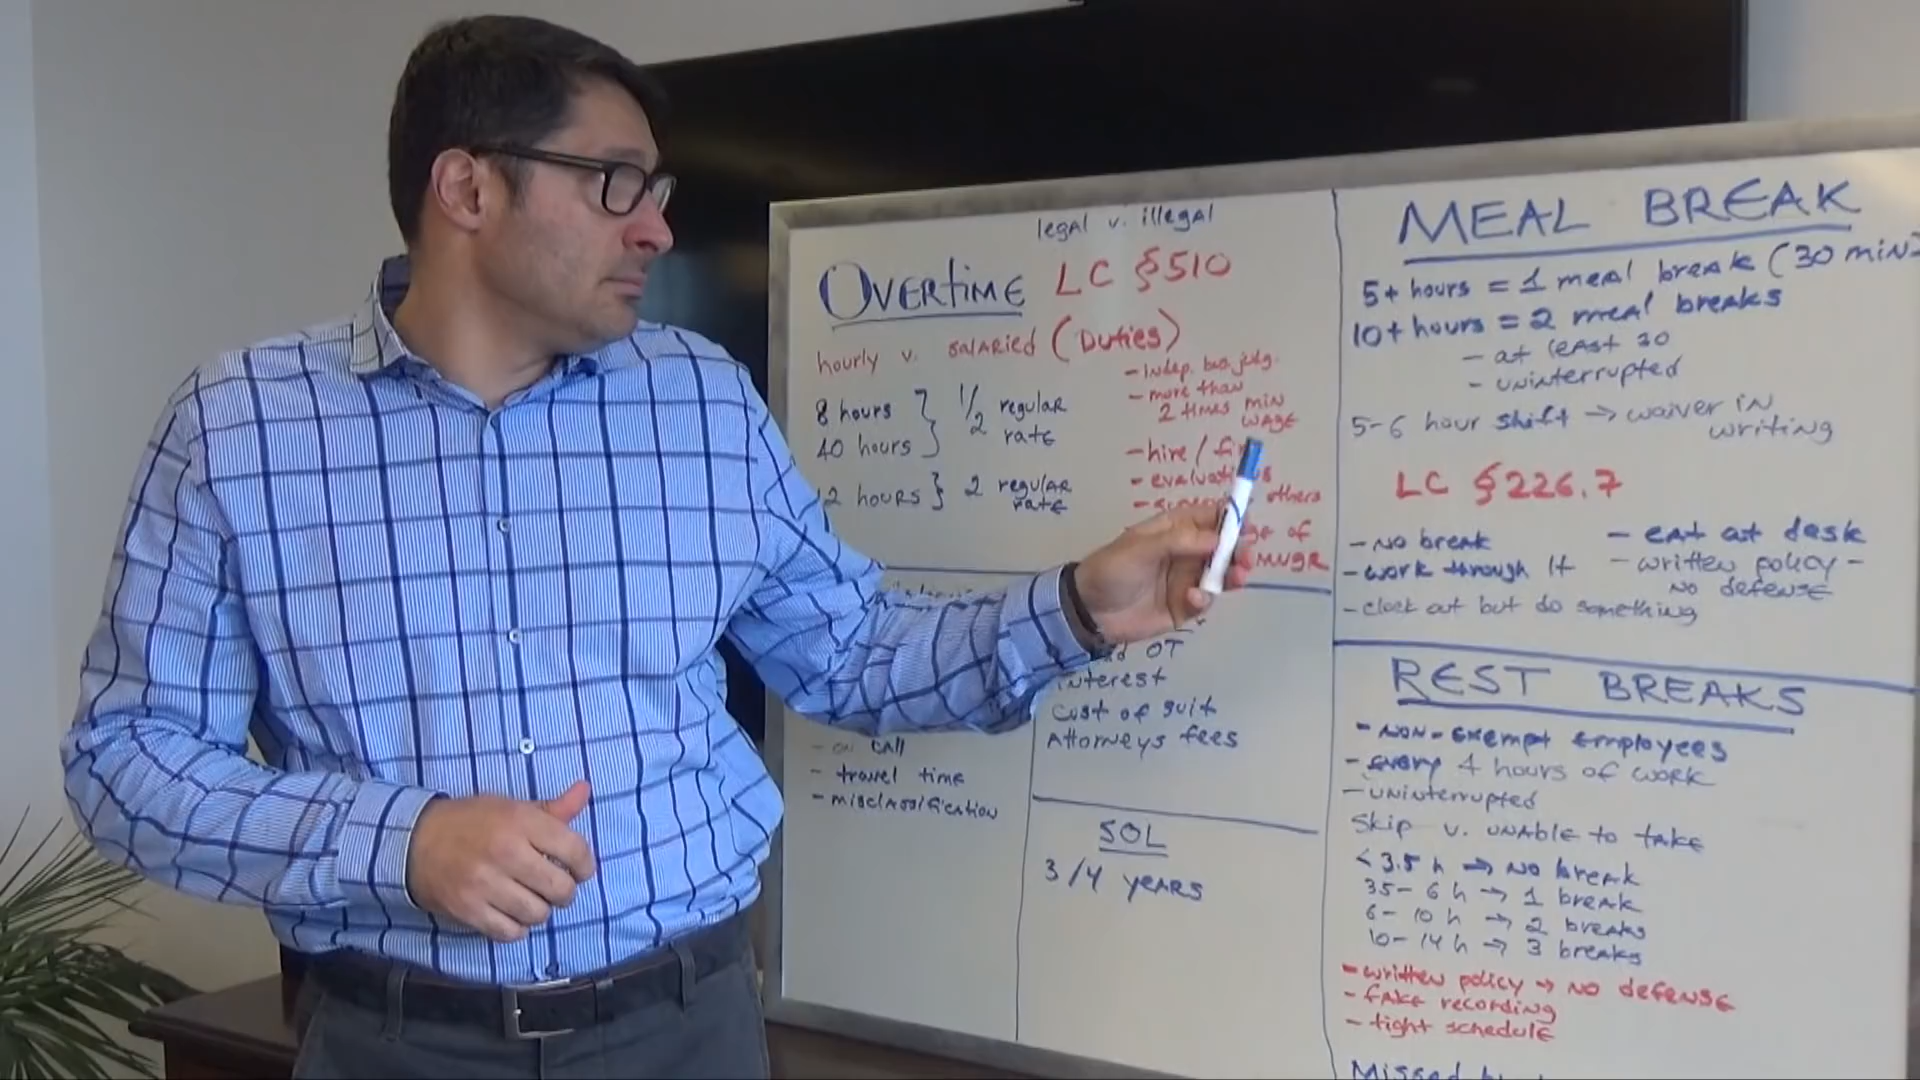 legal v. illegal
OVERTIME LC §510
hourly v. salaried (Duties)
8 hours } 1/2 regular
40 hours } rate
12 hours } 2 regular
rate
- Indep. bus. judg.
- more than
2 times min
wage
- hire /
- others
of
MNGR
OT
interest
cost of suit
Attorneys fees
- on call
- travel time
- misclassification
SOL
3/4 years
MEAL BREAK
5+ hours = 1 meal break (30 min
10+ hours = 2 meal breaks
- at least 30
- uninterrupted
5-6 hour shift → waiver in
writing
LC §226.7
- No break
- work through it
- clock out but do something
- eat at desk
- written policy -
no defense
REST BREAKS
- Non-exempt employees
- every 4 hours of work
- uninterrupted
Skip v. unable to take
< 3.5 h → No break
3.5- 6 h → 1 break
6- 10 h → 2 breaks
10- 14 h → 3 breaks
- written policy → no defense
- fake recording
- tight schedule
Missed